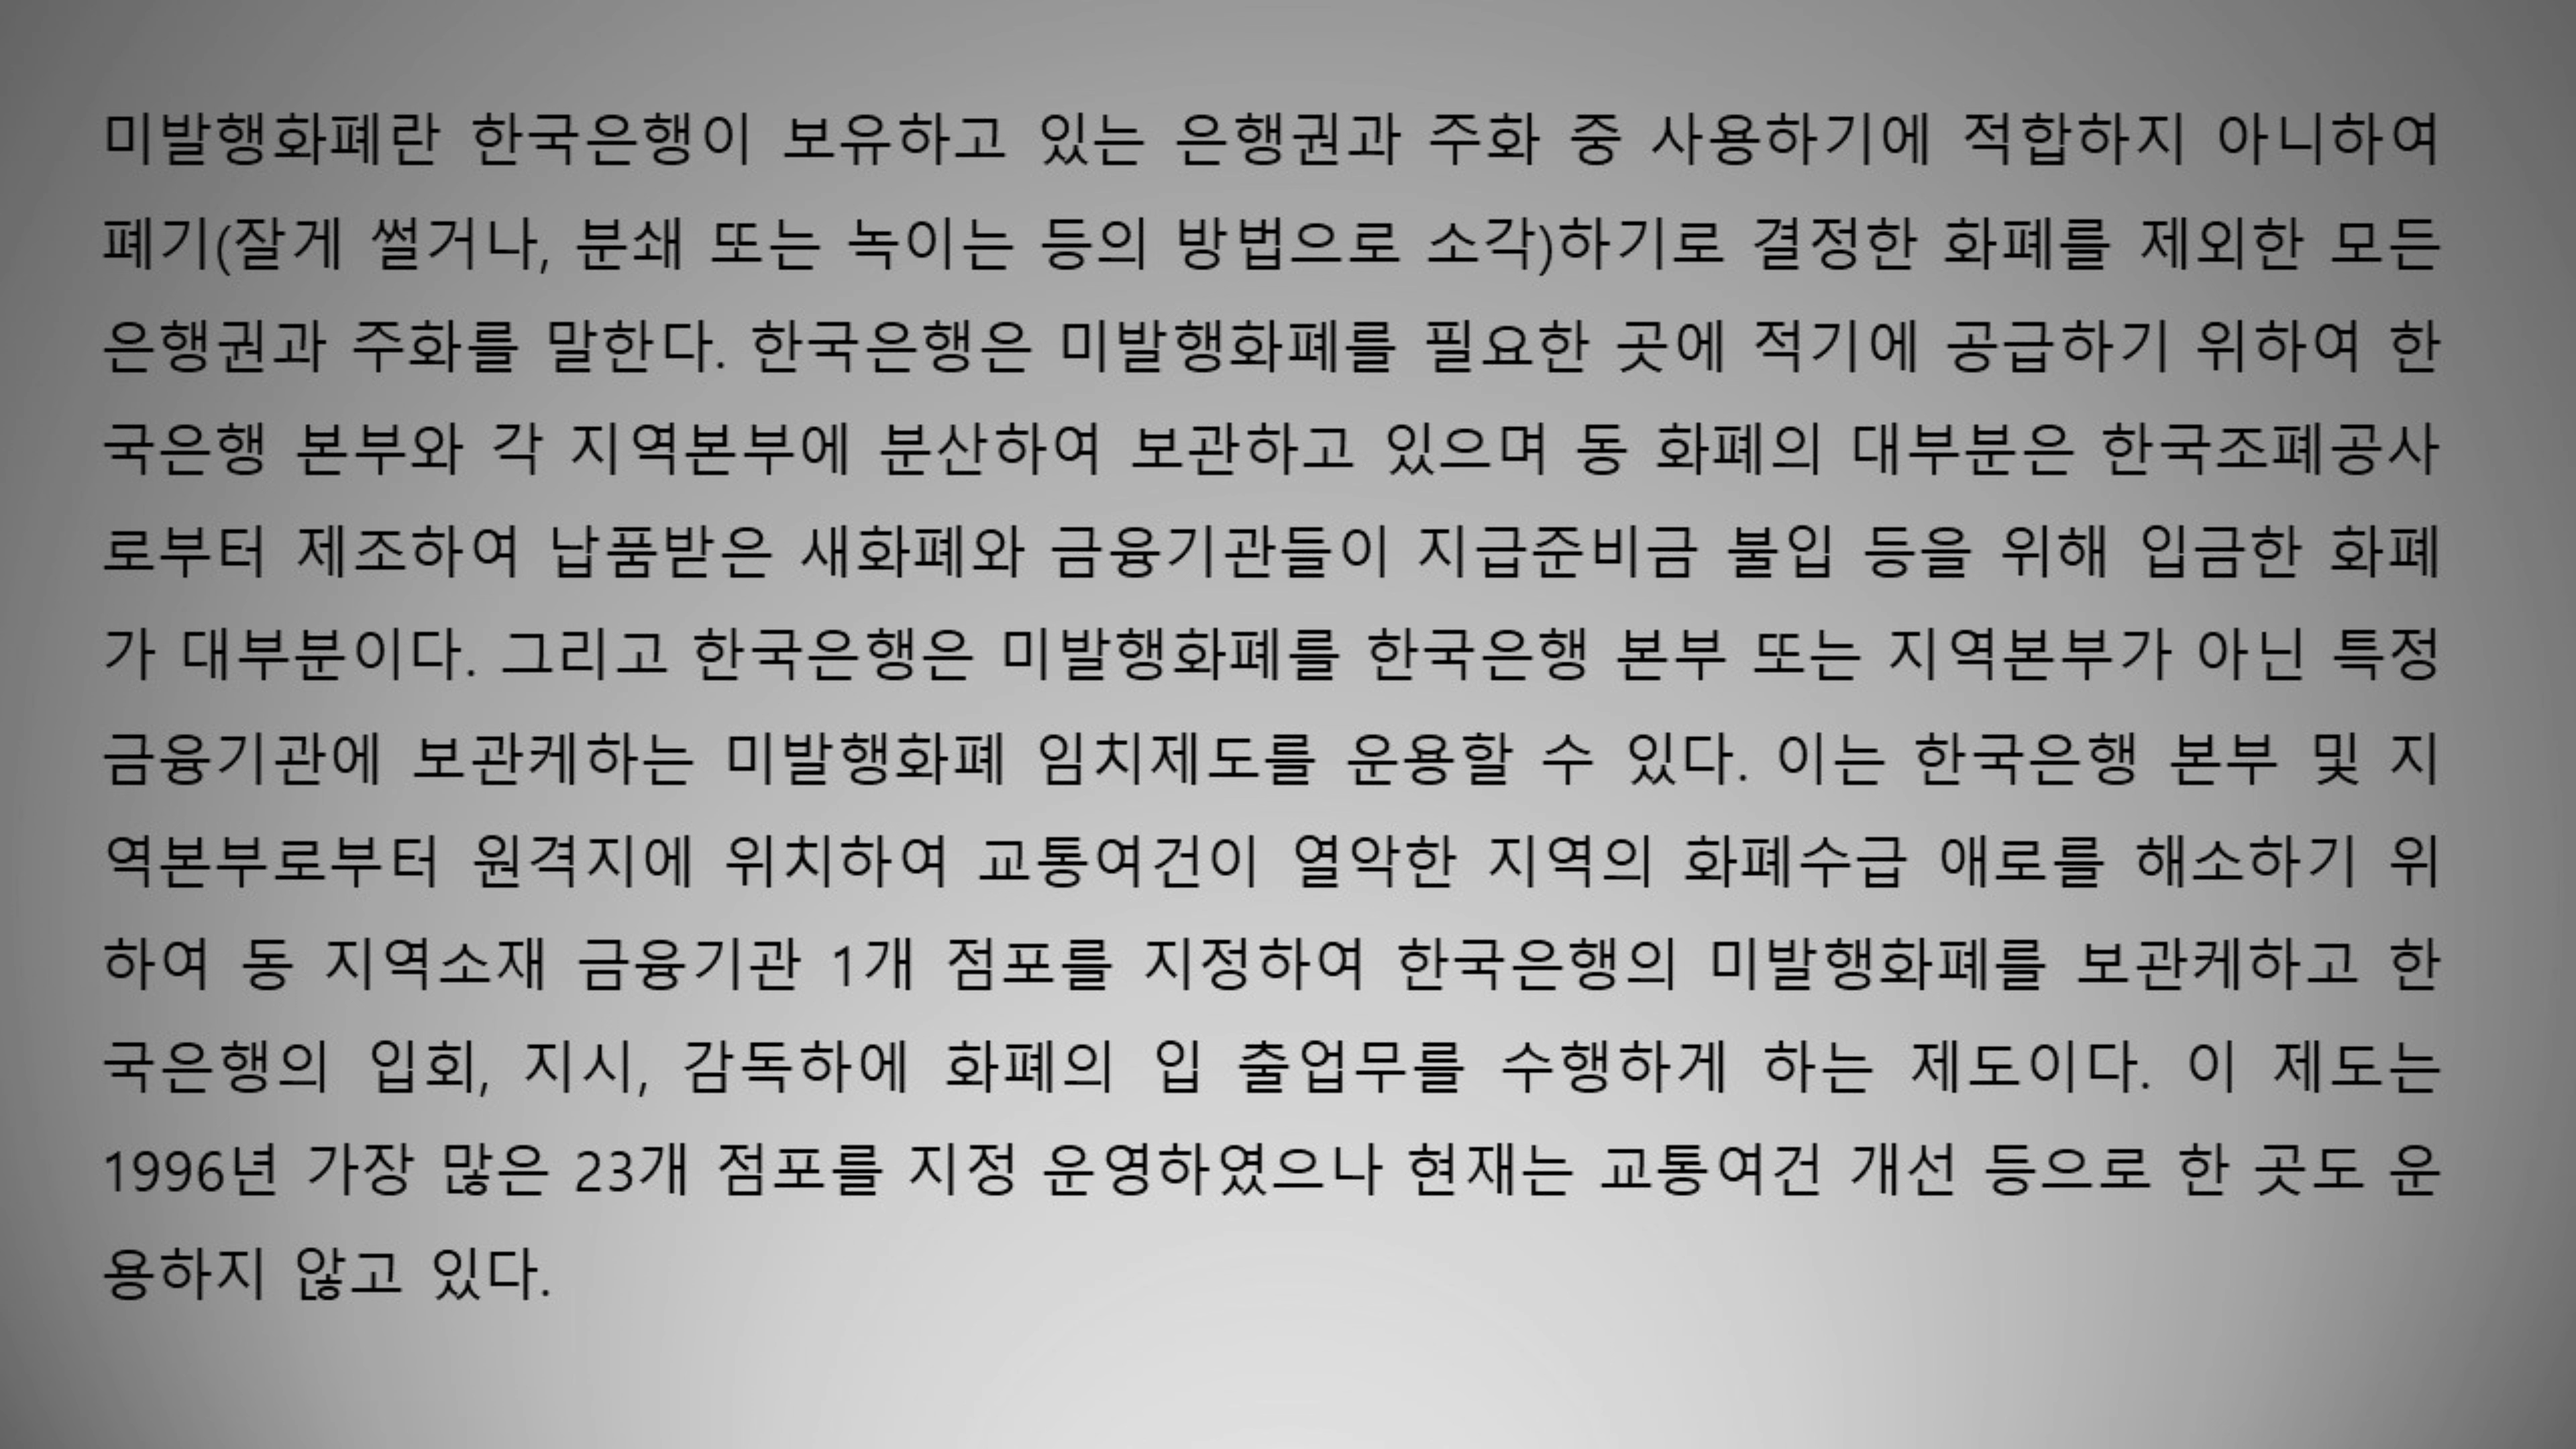 미발행화폐란 한국은행이 보유하고 있는 은행권과 주화 중 사용하기에 적합하지 아니하여
폐기(잘게 썰거나, 분쇄 또는 녹이는 등의 방법으로 소각)하기로 결정한 화폐를 제외한 모든
은행권과 주화를 말한다. 한국은행은 미발행화폐를 필요한 곳에 적기에 공급하기 위하여 한
국은행 본부와 각 지역본부에 분산하여 보관하고 있으며 동 화폐의 대부분은 한국조폐공사
로부터 제조하여 납품받은 새화폐와 금융기관들이 지급준비금 불입 등을 위해 입금한 화폐
가 대부분이다. 그리고 한국은행은 미발행화폐를 한국은행 본부 또는 지역본부가 아닌 특정
금융기관에 보관케하는 미발행화폐 임치제도를 운용할 수 있다. 이는 한국은행 본부 및 지
역본부로부터 원격지에 위치하여 교통여건이 열악한 지역의 화폐수급 애로를 해소하기 위
하여 동 지역소재 금융기관 1개 점포를 지정하여 한국은행의 미발행화폐를 보관케하고 한
국은행의 입회, 지시, 감독하에 화폐의 입 출업무를 수행하게 하는 제도이다. 이 제도는
1996년 가장 많은 23개 점포를 지정 운영하였으나 현재는 교통여건 개선 등으로 한 곳도 운
용하지 않고 있다.